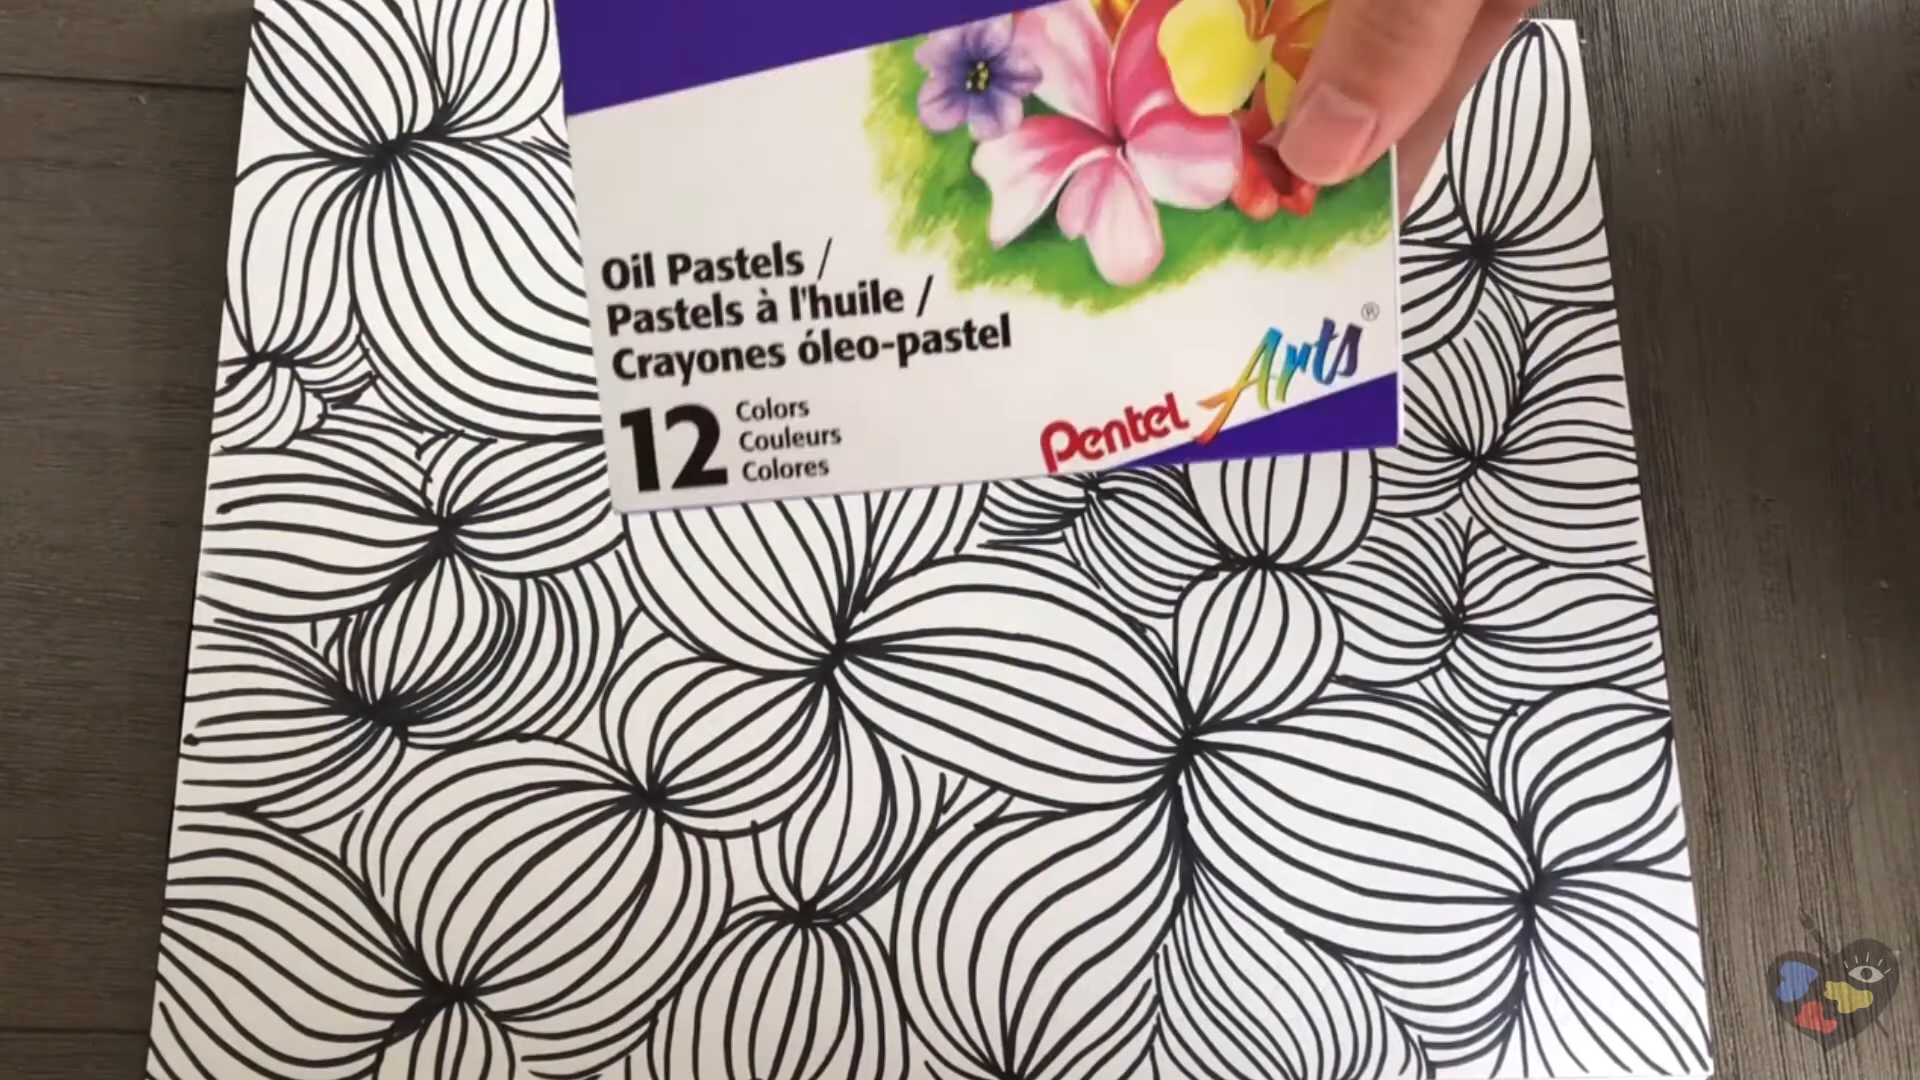 Oil Pastels /
Pastels à l'huile /
Crayones óleo-pastel
12
Colors
Couleurs
Colores
Pentel Arts®